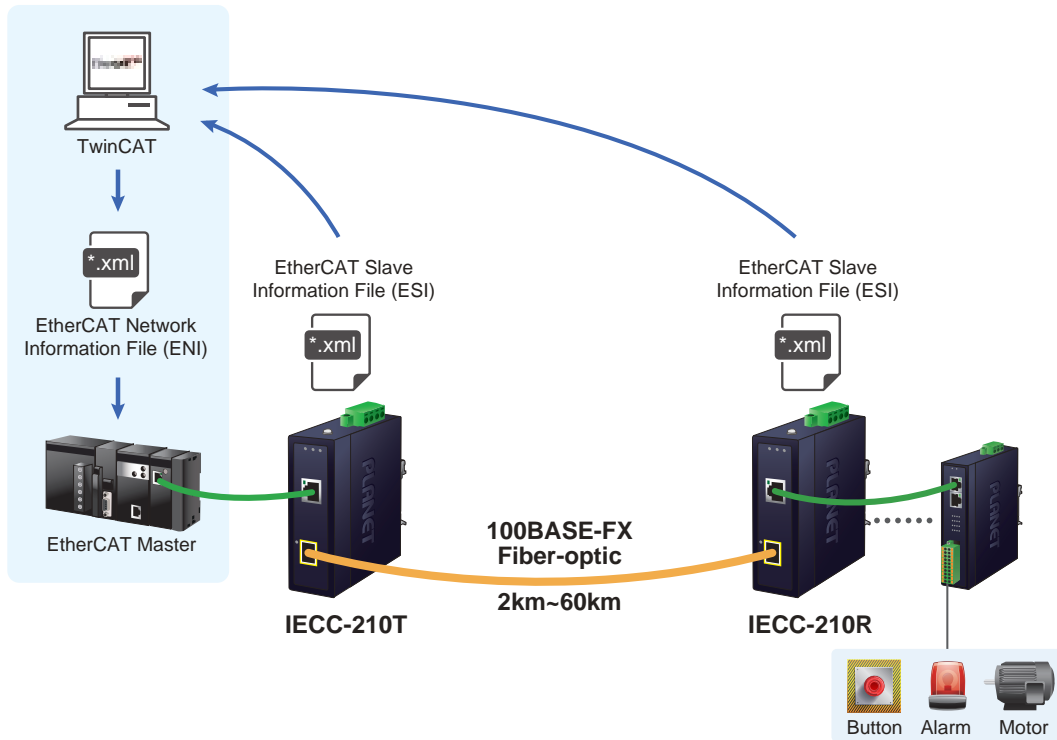 TwinCAT
*.xml
EtherCAT Network
Information File (ENI)
EtherCAT Master
EtherCAT Slave
Information File (ESI)
*.xml
PLANET
IECC-210T
100BASE-FX
Fiber-optic
2km~60km
EtherCAT Slave
Information File (ESI)
*.xml
PLANET
IECC-210R
PLANET
Button
Alarm
Motor